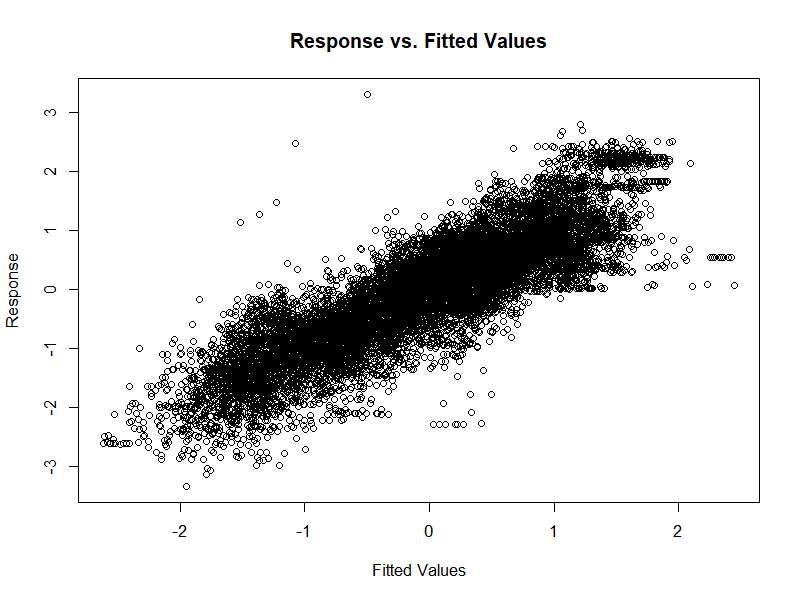 Response vs. Fitted Values
3
2
1
0
-1
-2
-3
Response
-2 -1 0 1 2
Fitted Values